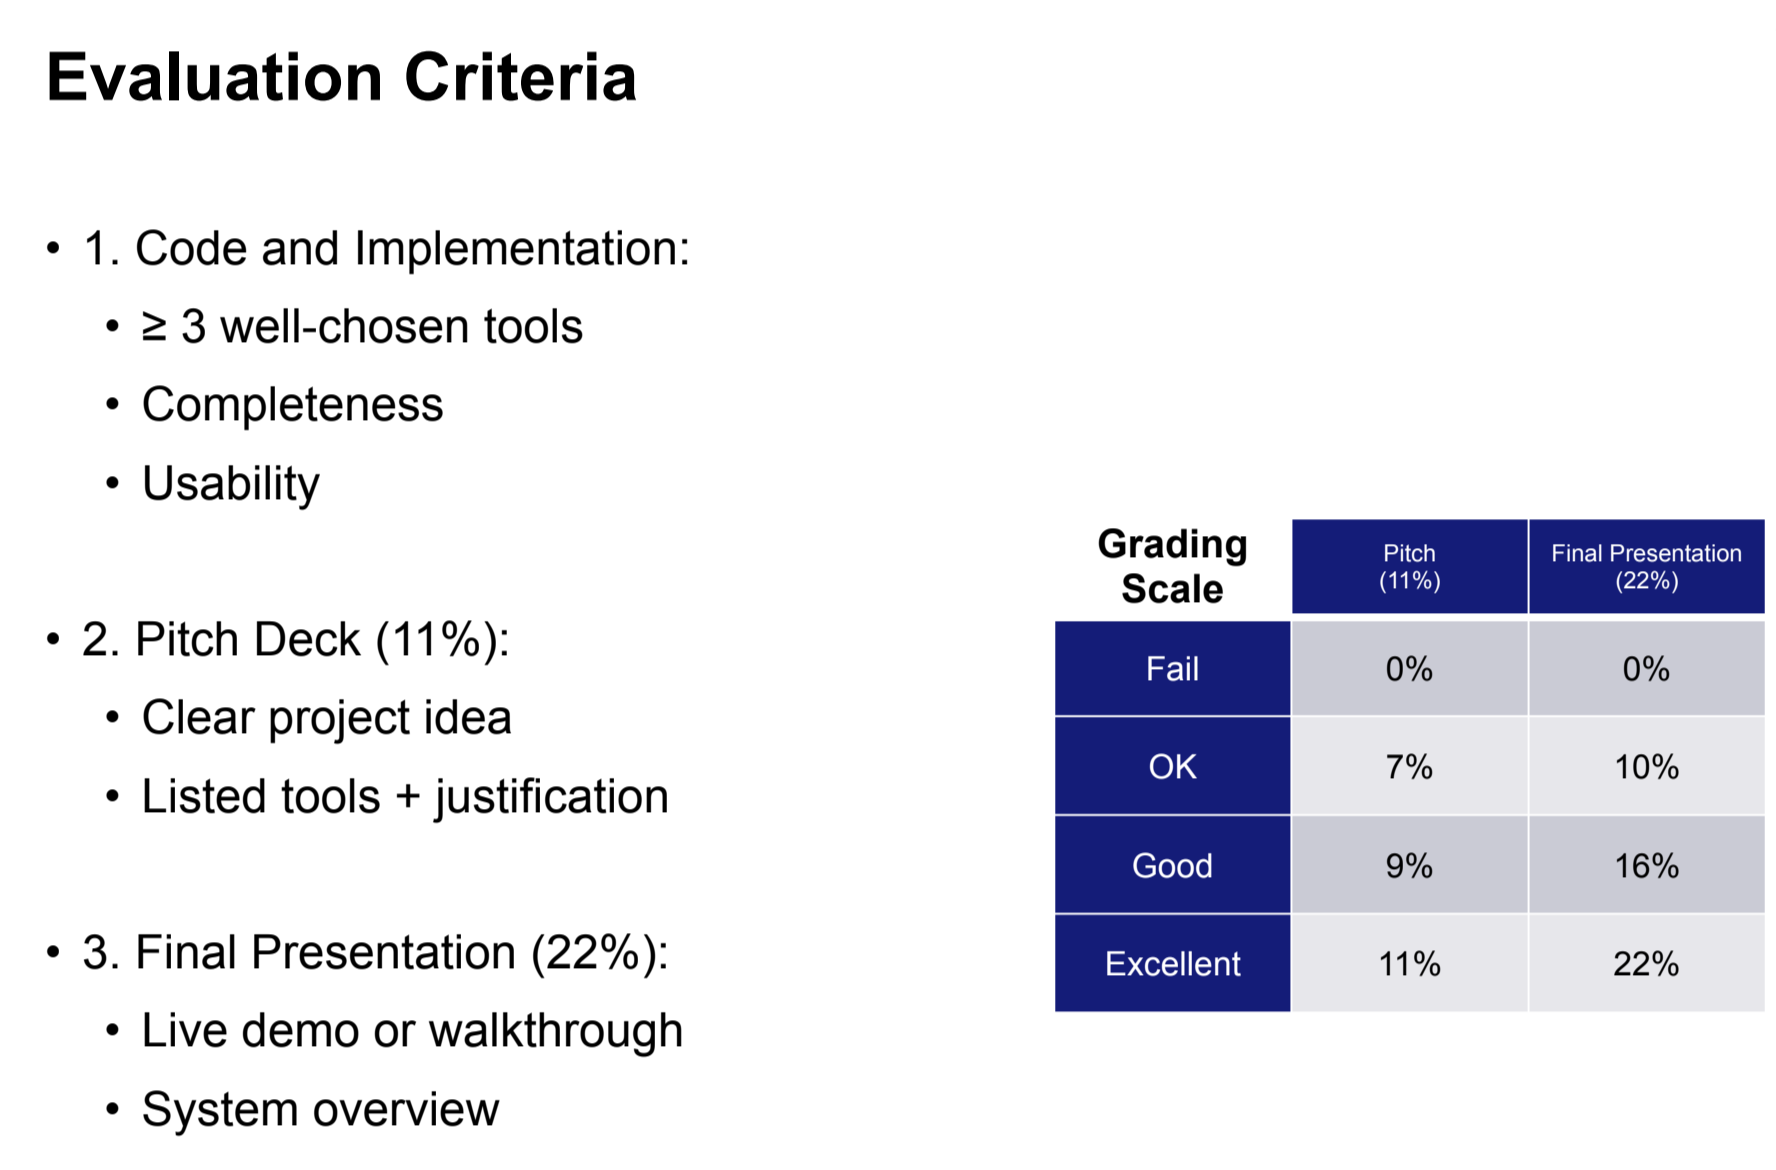 Evaluation Criteria
• 1. Code and Implementation:
• ≥ 3 well-chosen tools
• Completeness
• Usability
• 2. Pitch Deck (11%):
• Clear project idea
• Listed tools + justification
• 3. Final Presentation (22%):
• Live demo or walkthrough
• System overview
Grading
Scale
Pitch
(11%)
Final Presentation
(22%)
Fail 0% 0%
OK 7% 10%
Good 9% 16%
Excellent 11% 22%